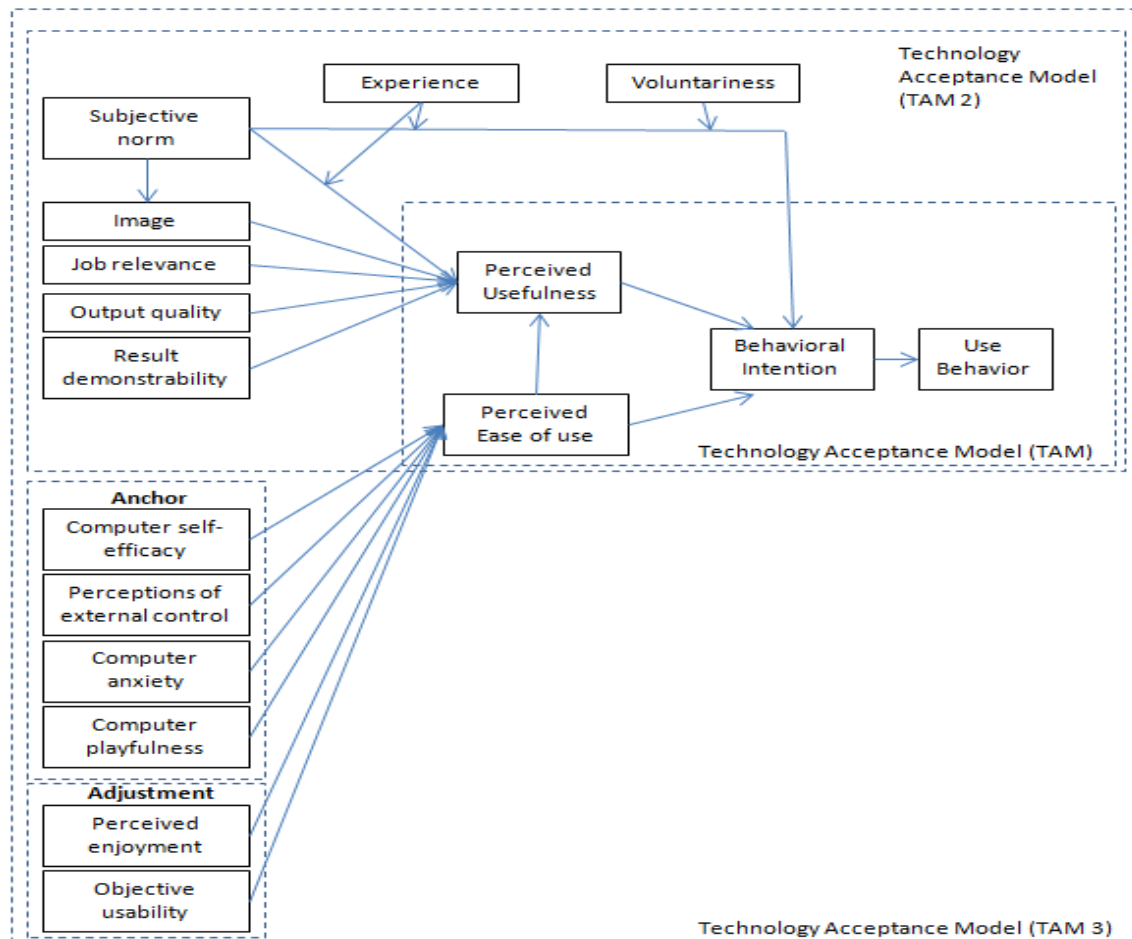 Technology
Acceptance Model
(TAM 2)
Experience
Voluntariness
Subjective
norm
Image
Job relevance
Output quality
Result
demonstrability
Perceived
Usefulness
Behavioral
Intention
Use
Behavior
Perceived
Ease of use
Technology Acceptance Model (TAM)
Anchor
Computer self-
efficacy
Perceptions of
external control
Computer
anxiety
Computer
playfulness
Adjustment
Perceived
enjoyment
Objective
usability
Technology Acceptance Model (TAM 3)